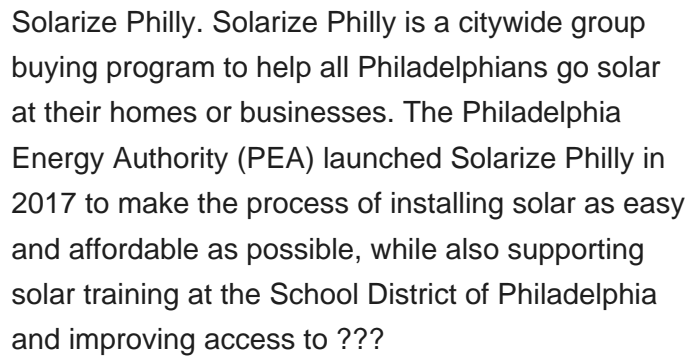 Solarize Philly. Solarize Philly is a citywide group
buying program to help all Philadelphians go solar
at their homes or businesses. The Philadelphia
Energy Authority (PEA) launched Solarize Philly in
2017 to make the process of installing solar as easy
and affordable as possible, while also supporting
solar training at the School District of Philadelphia
and improving access to ???